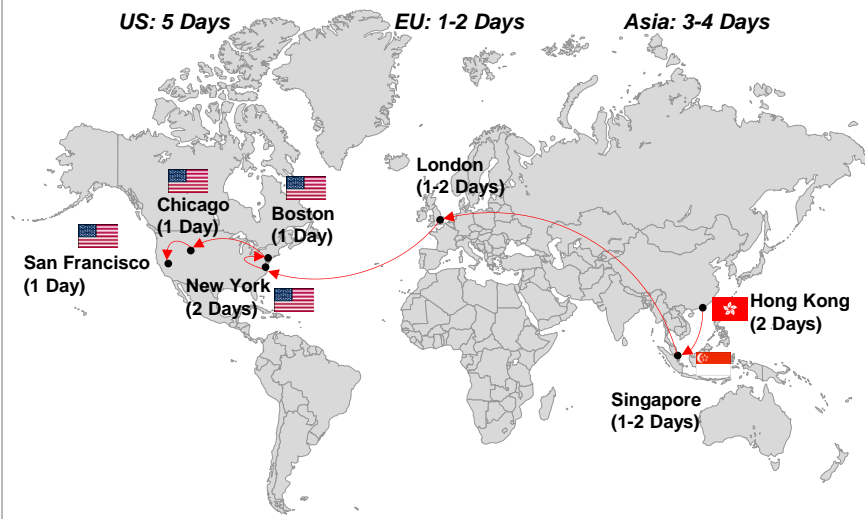 US: 5 Days
EU: 1-2 Days
Asia: 3-4 Days
London
(1-2 Days)
Chicago
(1 Day)
Boston
(1 Day)
San Francisco
(1 Day)
New York
(2 Days)
Hong Kong
(2 Days)
Singapore
(1-2 Days)